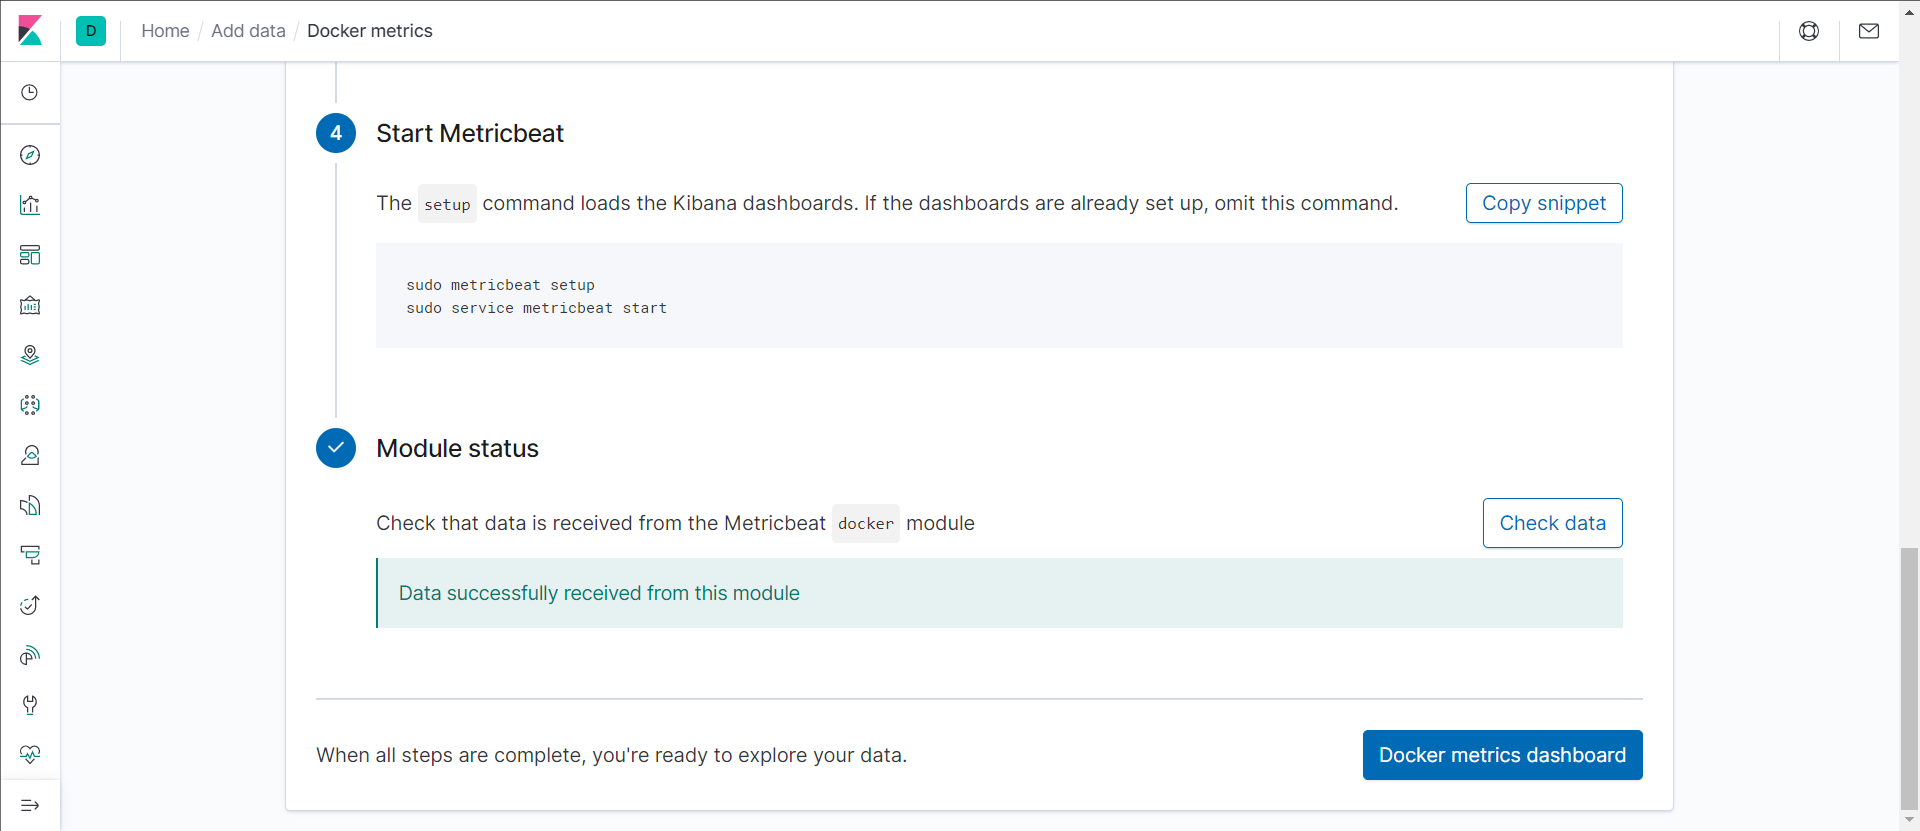 D
Home / Add data / Docker metrics
4
Start Metricbeat
The setup command loads the Kibana dashboards. If the dashboards are already set up, omit this command.
Copy snippet
sudo metricbeat setup
sudo service metricbeat start
Module status
Check that data is received from the Metricbeat docker module
Check data
Data successfully received from this module
When all steps are complete, you're ready to explore your data.
Docker metrics dashboard